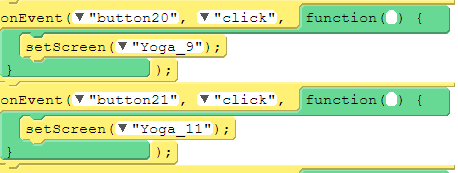 onEvent(▼"button20", ▼"click", function( ) {
setScreen(▼"Yoga_9");
} );
onEvent(▼"button21", ▼"click", function( ) {
setScreen(▼"Yoga_11");
} );